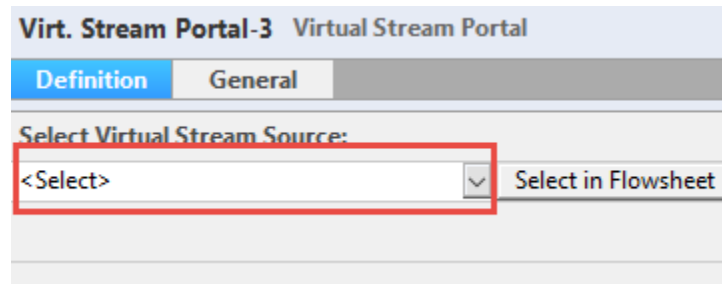 Virt. Stream Portal-3 Virtual Stream Portal
Definition General
Select Virtual Stream Source:
<Select> Select in Flowsheet